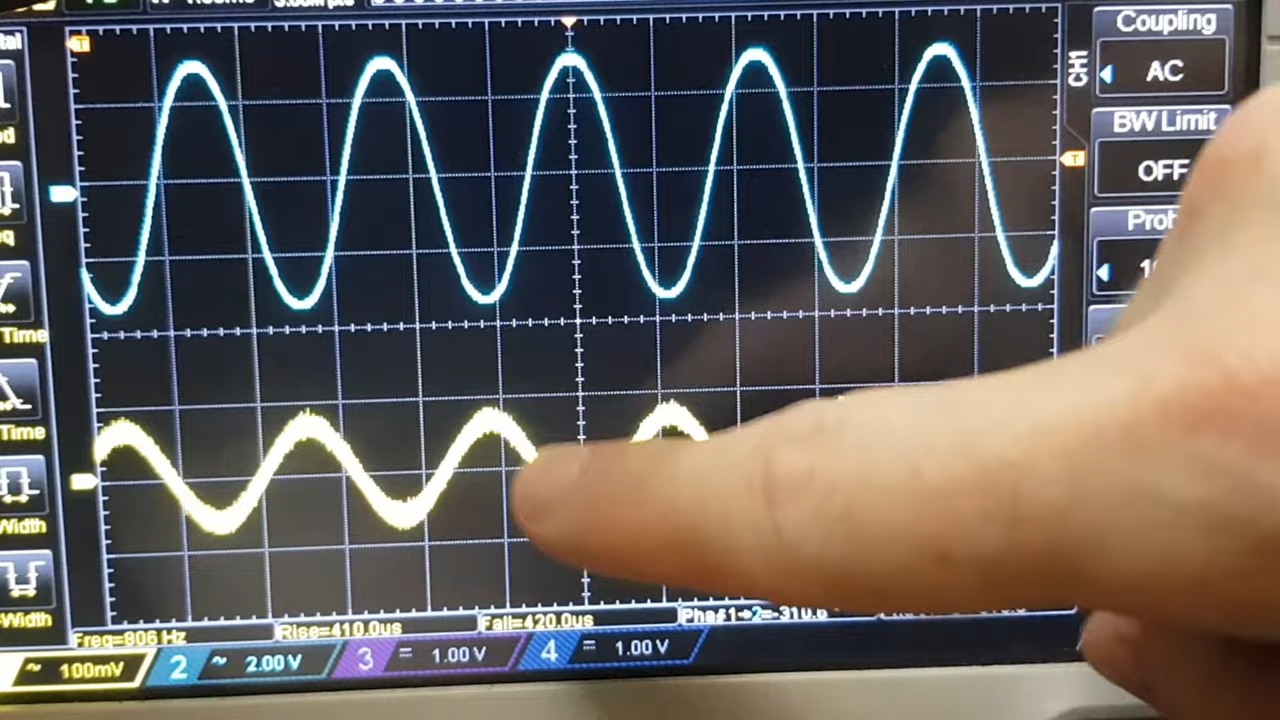 Coupling
CH1
AC
BW Limit
OFF
T
T
Time
Time
Width
Width
Freq=806 Hz
Rise=410.0us
Fall=420.0us
~ 100mV
2 ~ 2.00 V
3 = 1.00 V
4 = 1.00 V